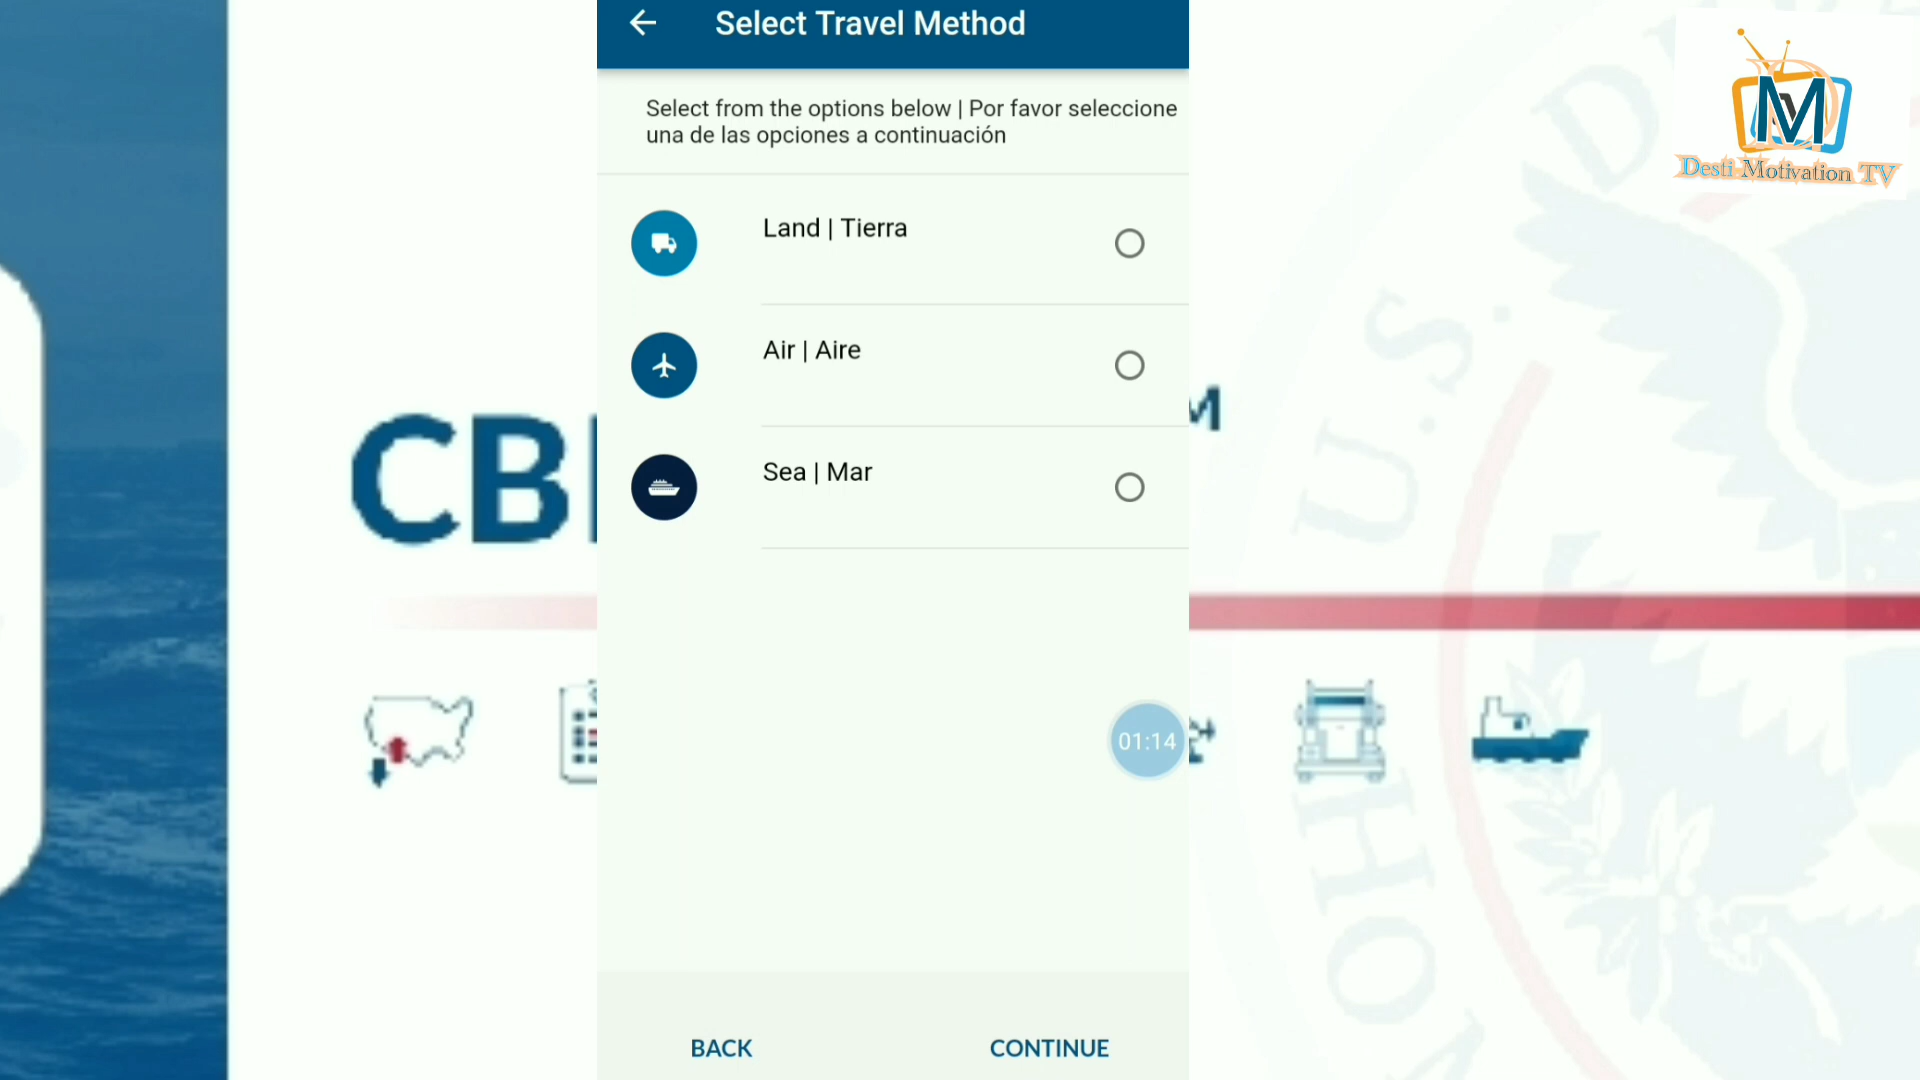 Select Travel Method
Select from the options below | Por favor seleccione
una de las opciones a continuación
Land | Tierra
Air | Aire
Sea | Mar
01:14
BACK
CONTINUE
Desti Motivation TV
CB
M
U.S. D
HO